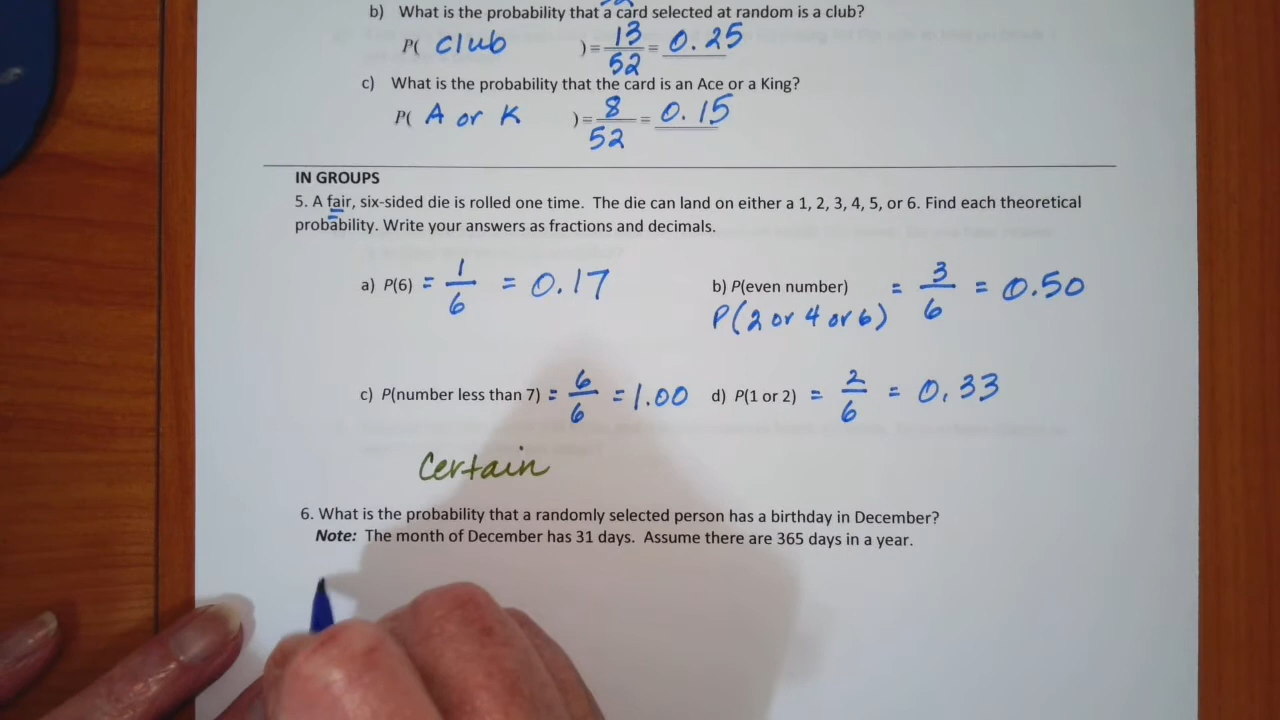 b) What is the probability that a card selected at random is a club?
P( Club ) = 13/52 = 0.25
c) What is the probability that the card is an Ace or a King?
P( A or K ) = 8/52 = 0.15
IN GROUPS
5. A fair, six-sided die is rolled one time. The die can land on either a 1, 2, 3, 4, 5, or 6. Find each theoretical
probability. Write your answers as fractions and decimals.
a) P(6) = 1/6 = 0.17
b) P(even number) = 3/6 = 0.50
P(2 or 4 or 6)
c) P(number less than 7) = 6/6 = 1.00
d) P(1 or 2) = 2/6 = 0.33
Certain
6. What is the probability that a randomly selected person has a birthday in December?
Note: The month of December has 31 days. Assume there are 365 days in a year.